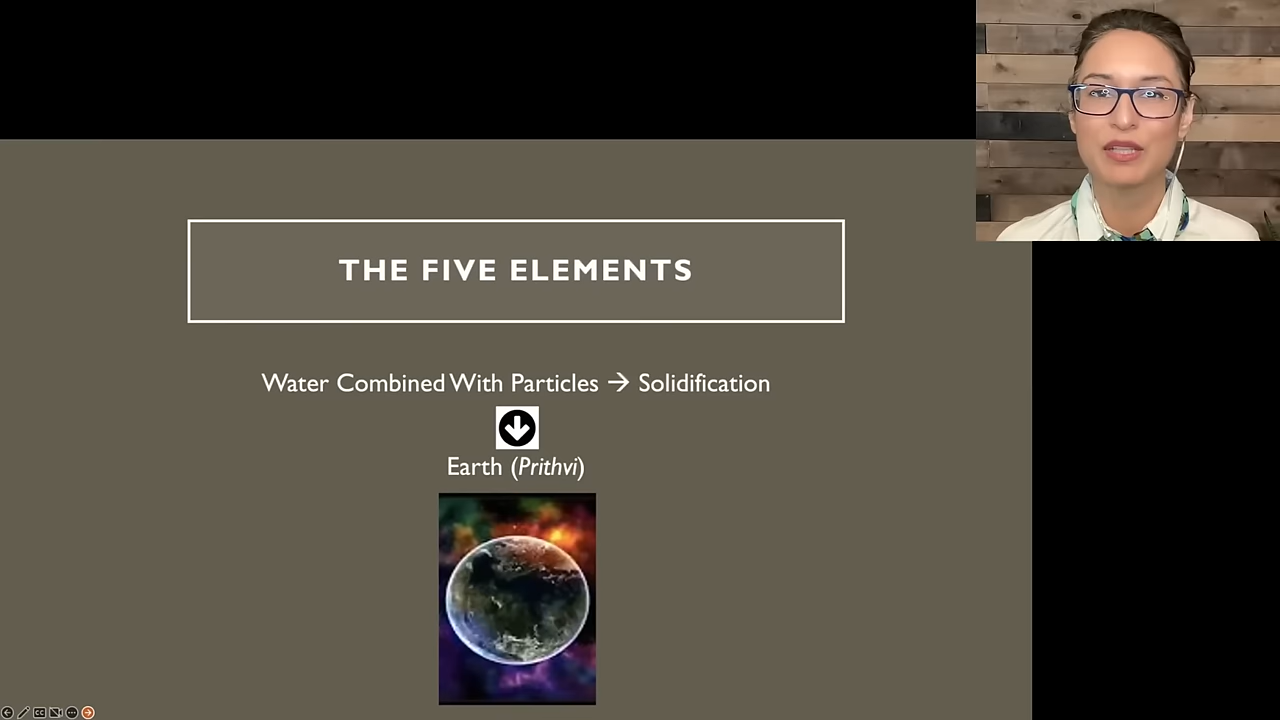 THE FIVE ELEMENTS
Water Combined With Particles → Solidification
Earth (Prithvi)